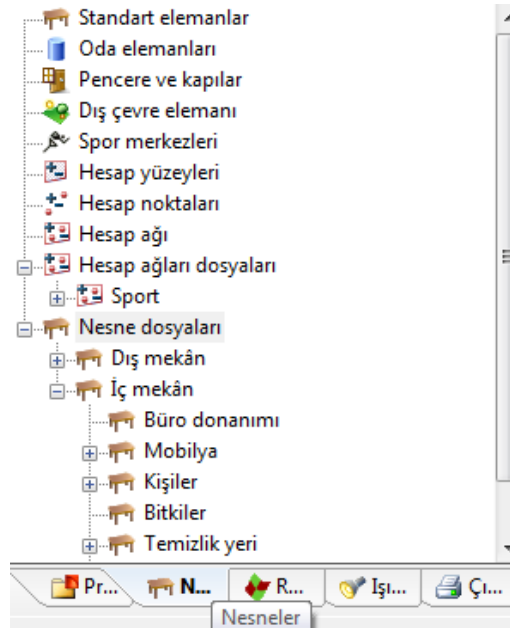 Standart elemanlar
Oda elemanları
Pencere ve kapılar
Dış çevre elemanı
Spor merkezleri
Hesap yüzeyleri
Hesap noktaları
Hesap ağı
Hesap ağları dosyaları
Sport
Nesne dosyaları
Dış mekân
İç mekân
Büro donanımı
Mobilya
Kişiler
Bitkiler
Temizlik yeri
Pr... N... R... Işı... Çı...
Nesneler